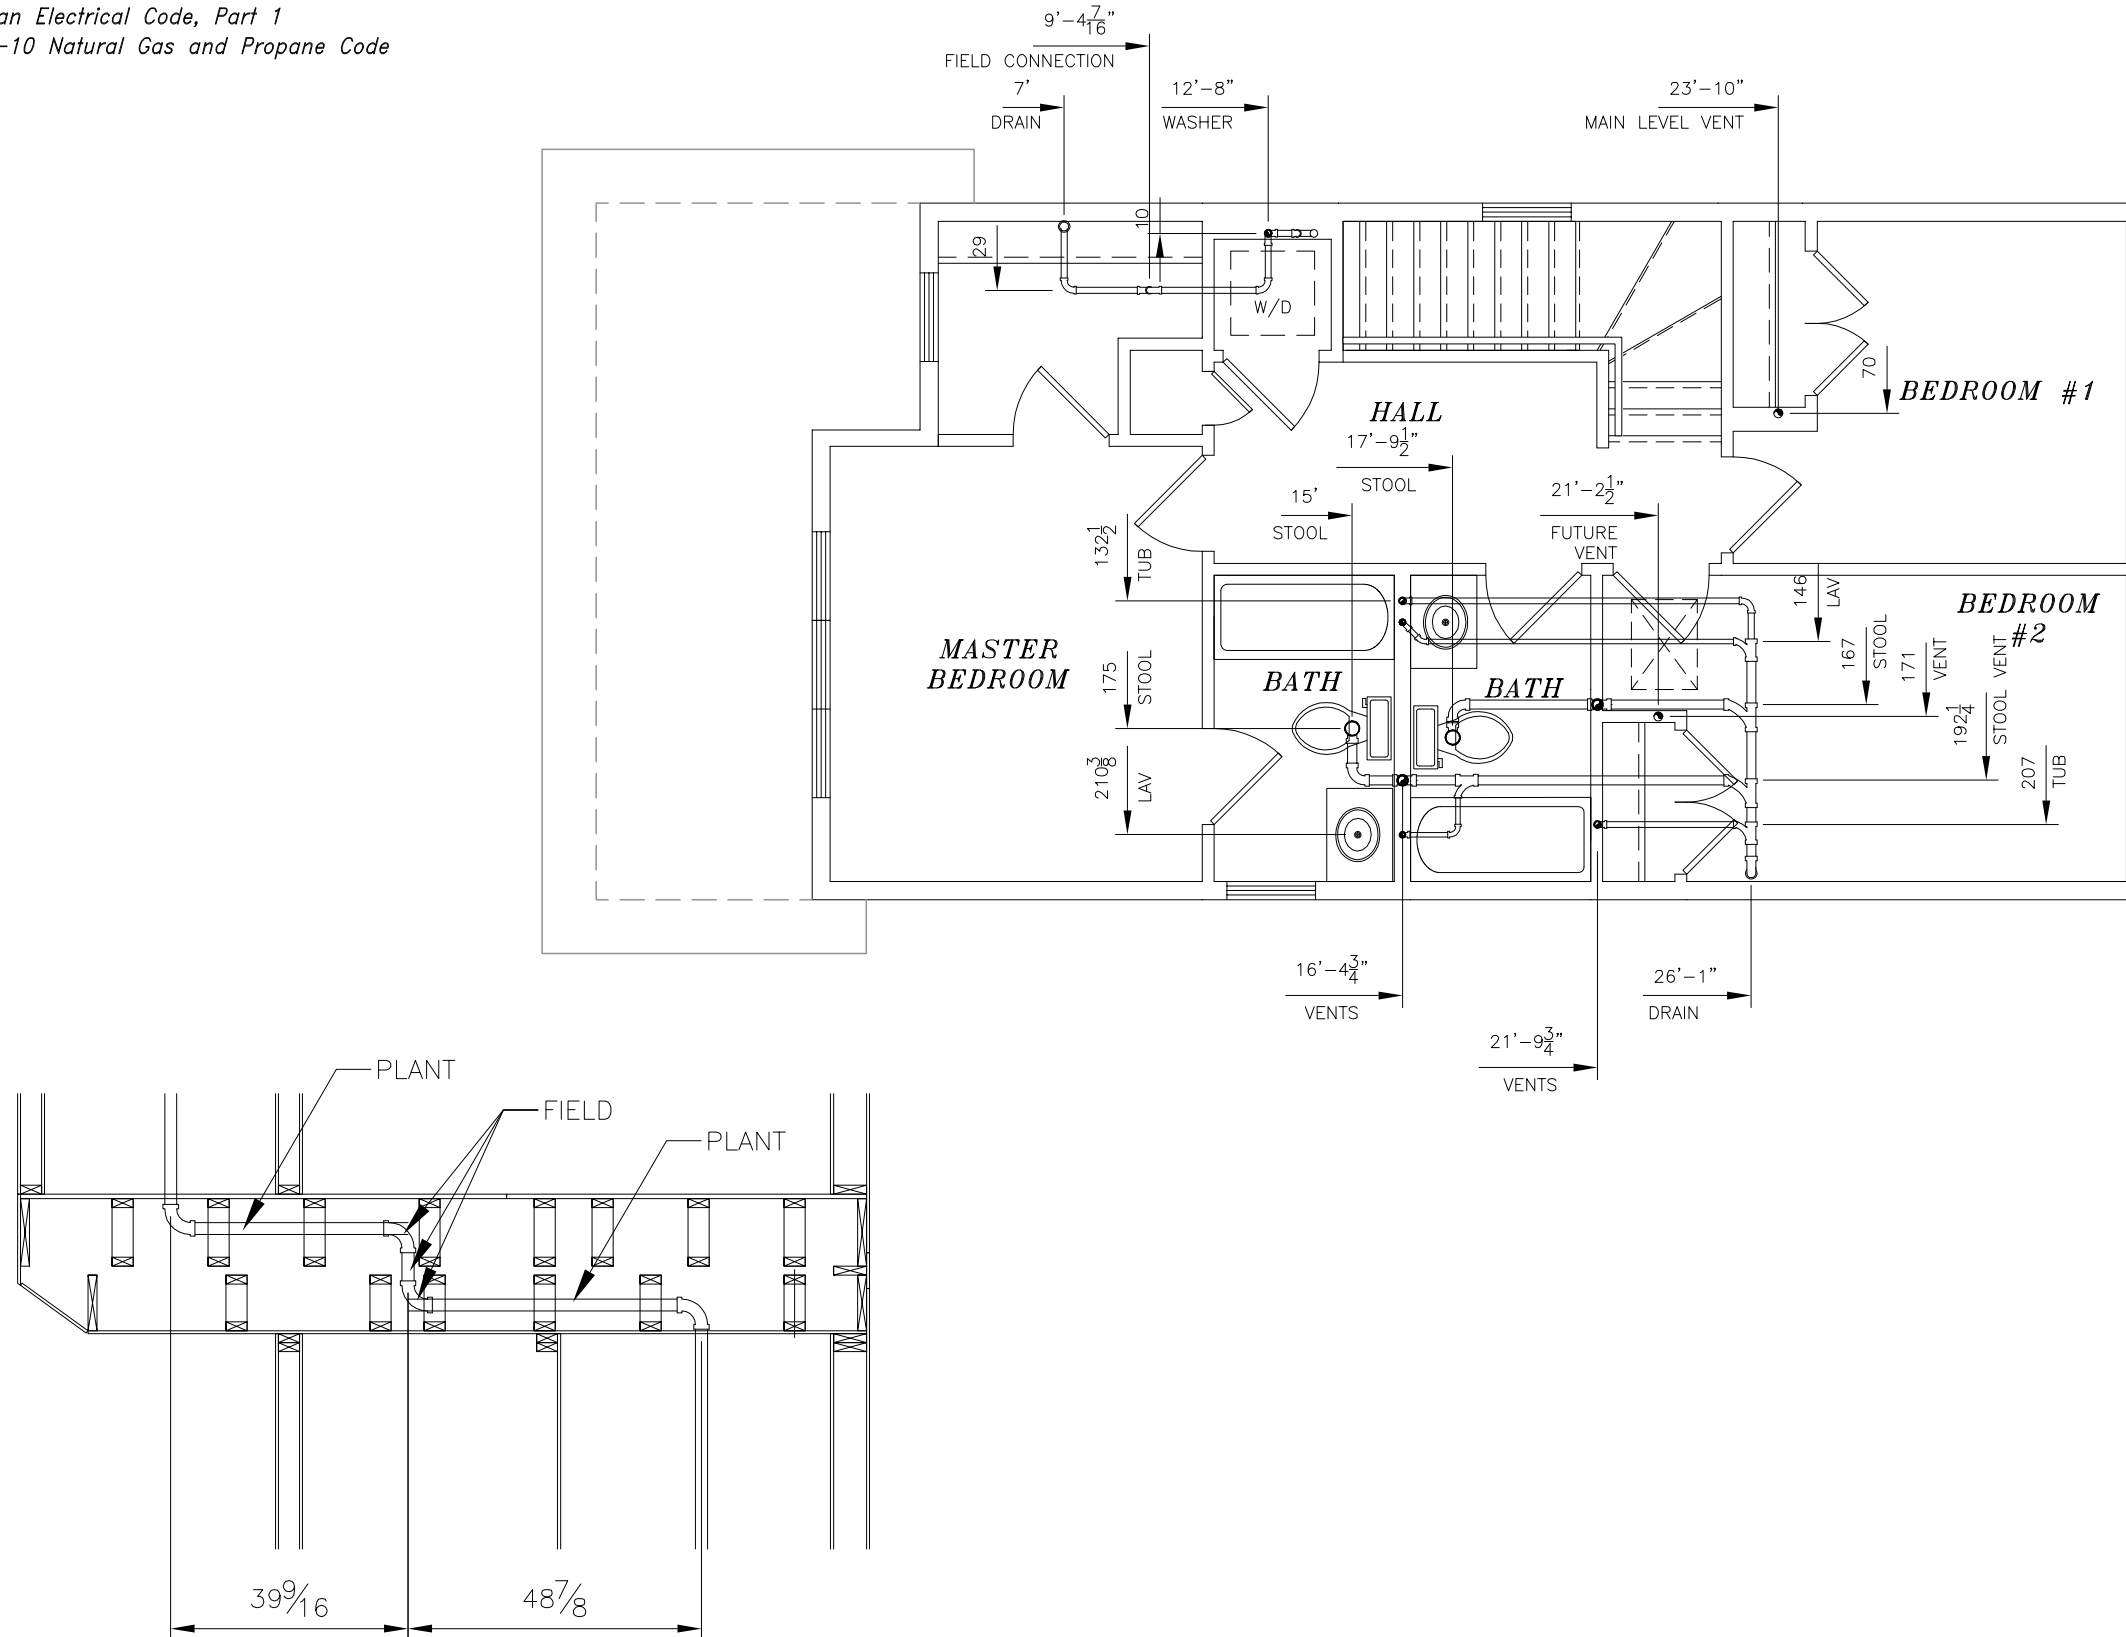 an Electrical Code, Part 1
-10 Natural Gas and Propane Code
9'-4 7/16"
FIELD CONNECTION
7'
DRAIN
12'-8"
WASHER
23'-10"
MAIN LEVEL VENT
10
29
W/D
70
BEDROOM #1
HALL
17'-9 1/2"
STOOL
15'
STOOL
21'-2 1/2"
FUTURE
VENT
132 1/2
TUB
146
LAV
BEDROOM
#2
MASTER
BEDROOM
175
STOOL
BATH
BATH
167
STOOL
171
VENT
192 1/4
STOOL VENT
210 3/8
LAV
207
TUB
16'-4 3/4"
VENTS
26'-1"
DRAIN
21'-9 3/4"
VENTS
PLANT
FIELD
PLANT
39 9/16
48 7/8